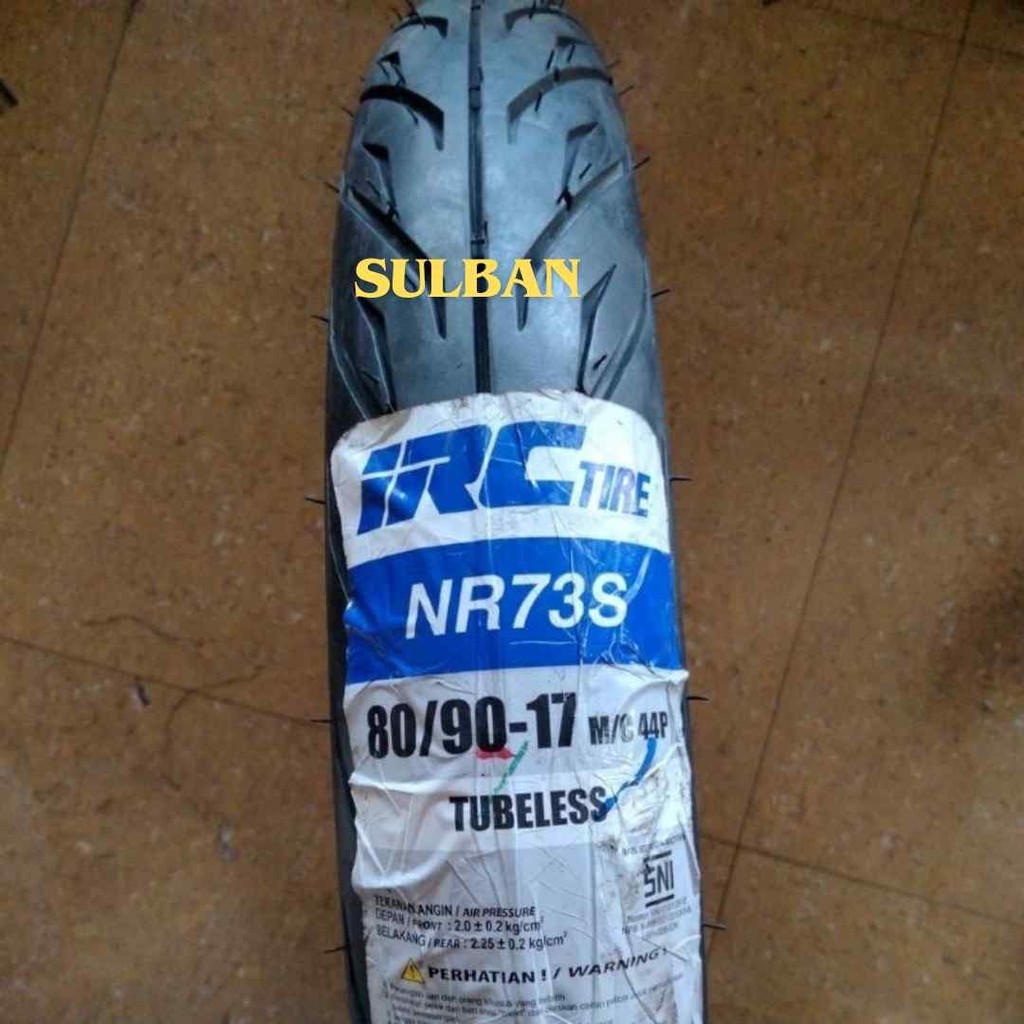 SULBAN
IRC TIRE
NR73S
80/90-17 M/C 44P
TUBELESS
SNI
TEKANAN ANGIN / AIR PRESSURE
DEPAN / FRONT : 2.0 ± 0.2 kg/cm²
BELAKANG / REAR : 2.25 ± 0.2 kg/cm²
PERHATIAN ! / WARNING !